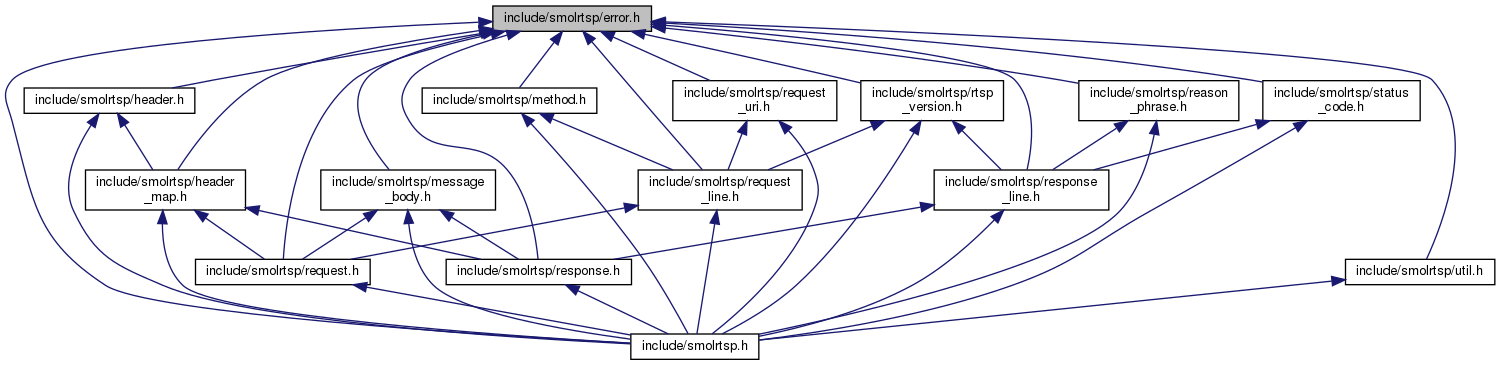 include/smolrtsp/error.h
include/smolrtsp/header.h
include/smolrtsp/method.h
include/smolrtsp/request
_uri.h
include/smolrtsp/rtsp
_version.h
include/smolrtsp/reason
_phrase.h
include/smolrtsp/status
_code.h
include/smolrtsp/header
_map.h
include/smolrtsp/message
_body.h
include/smolrtsp/request
_line.h
include/smolrtsp/response
_line.h
include/smolrtsp/request.h
include/smolrtsp/response.h
include/smolrtsp/util.h
include/smolrtsp.h